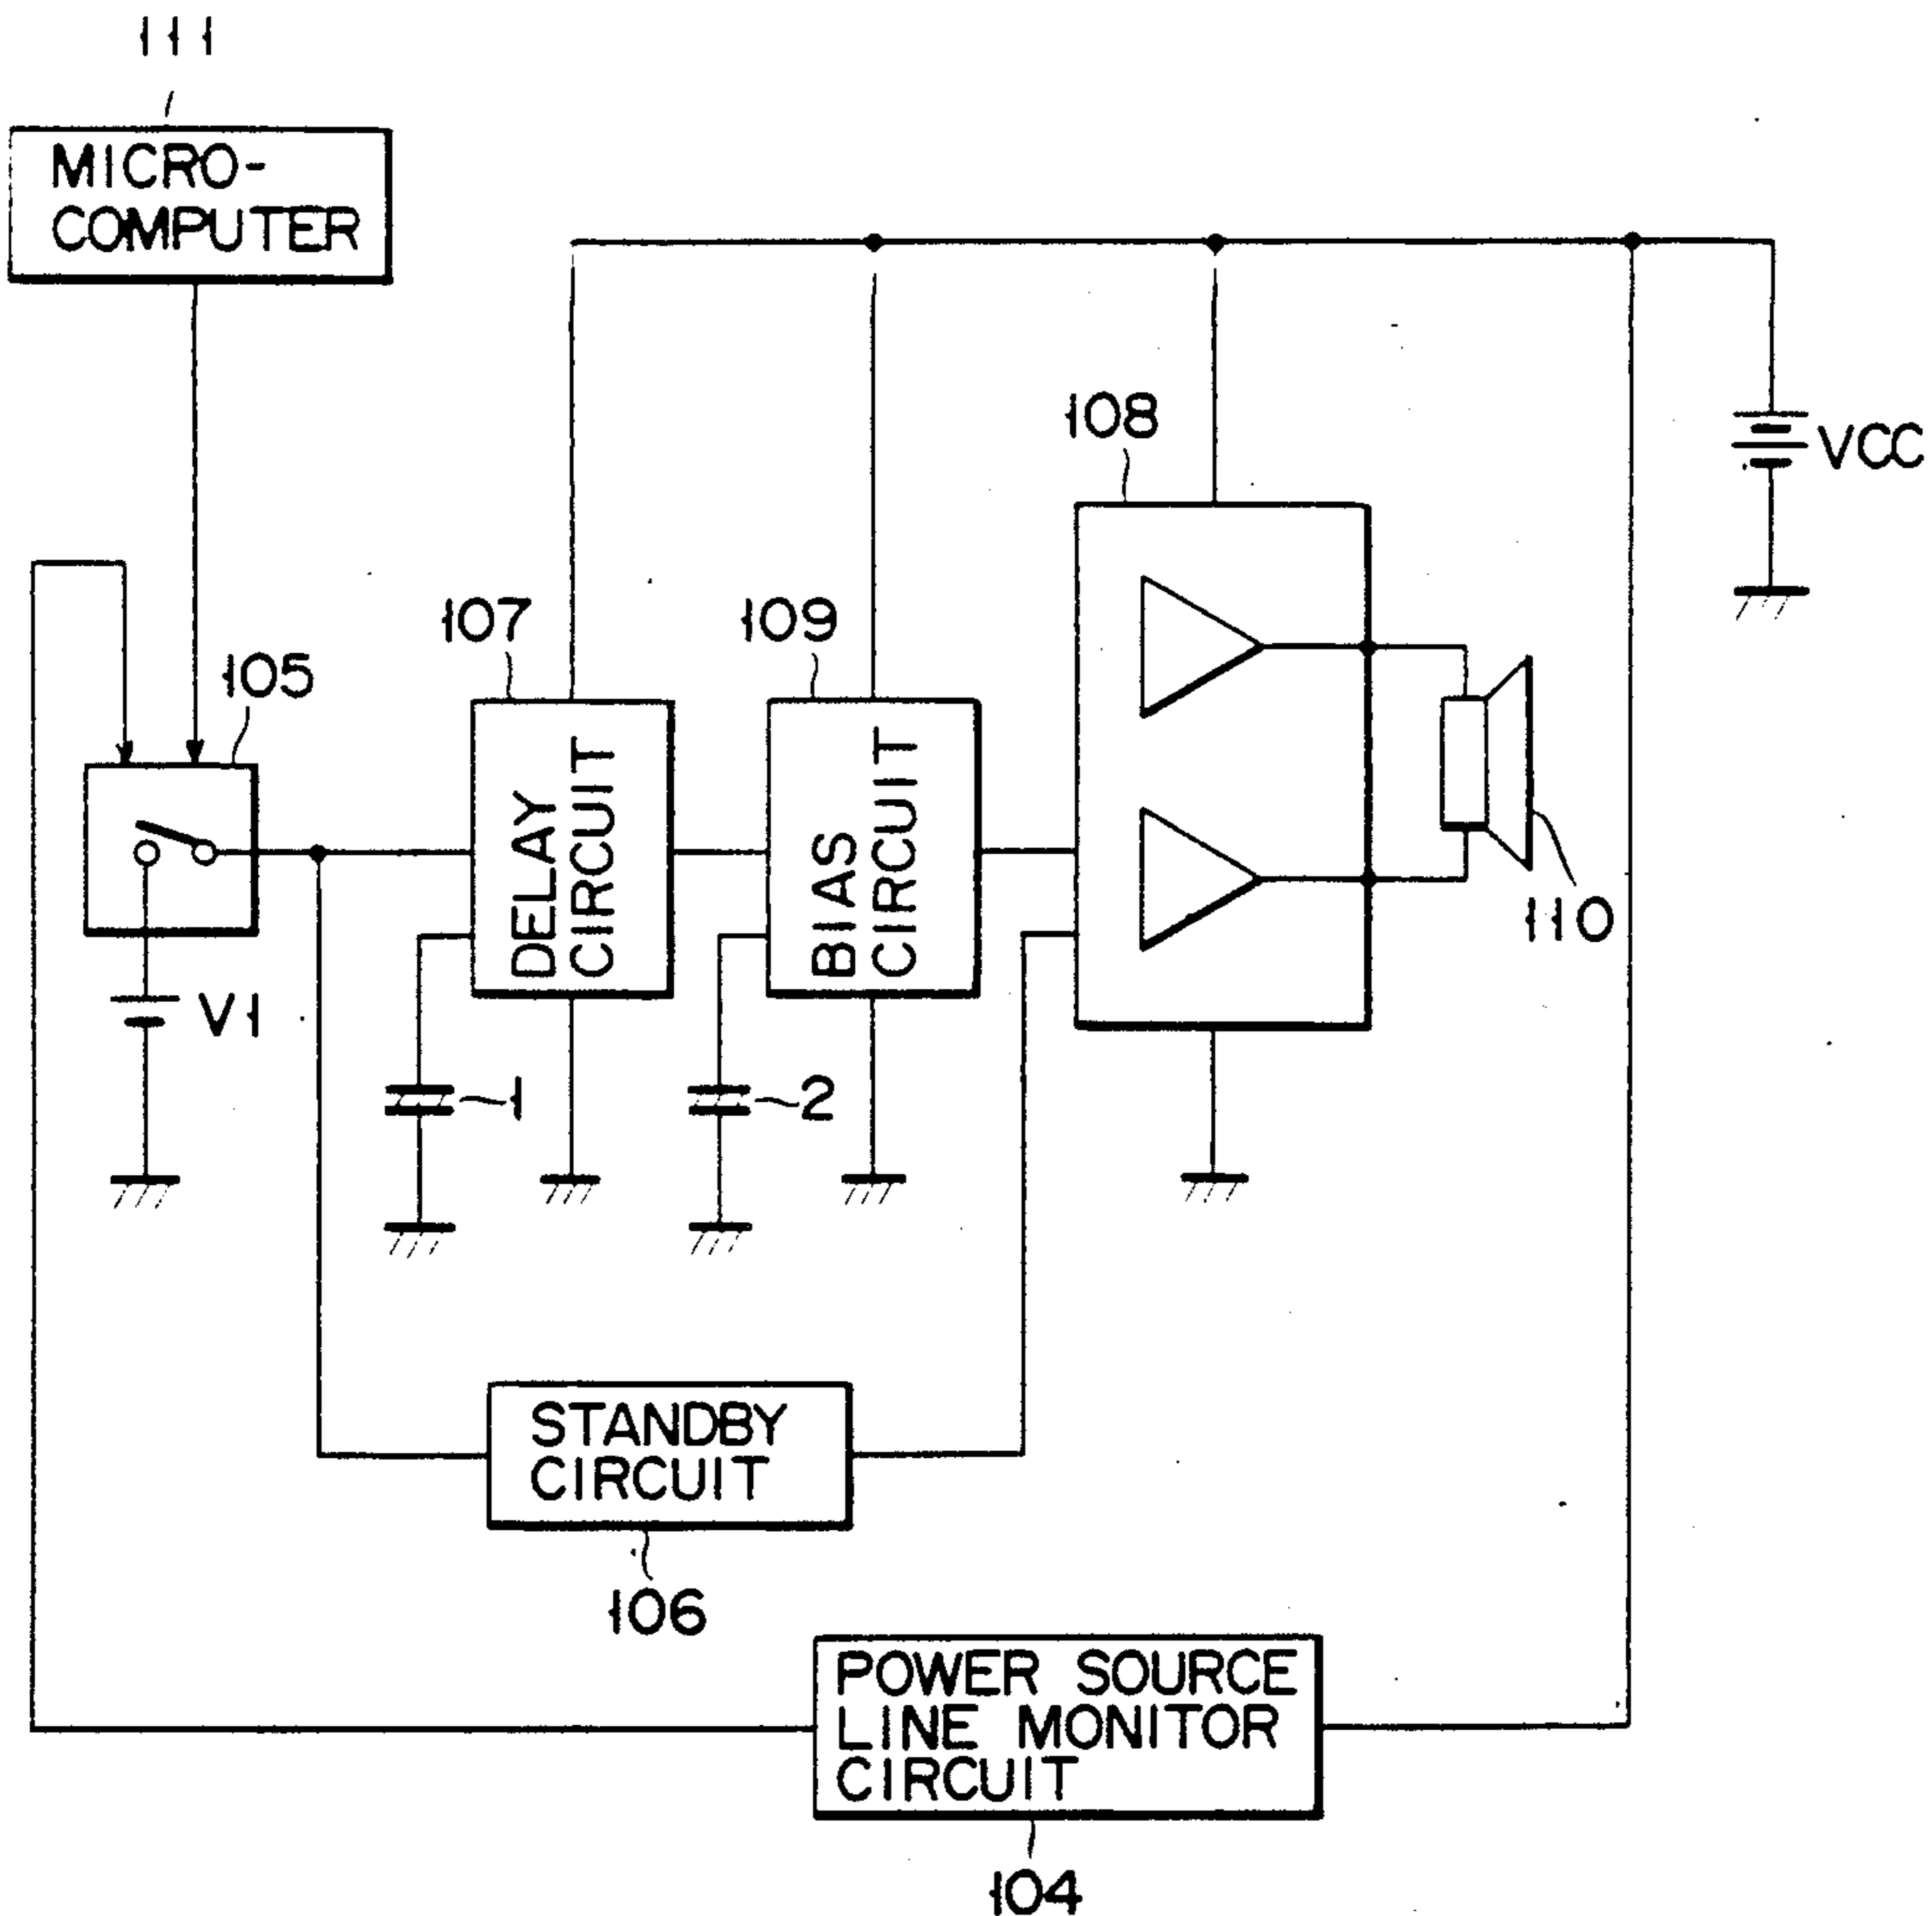 111
MICRO-
COMPUTER
108
VCC
107
109
105
DELAY
CIRCUIT
BIAS
CIRCUIT
110
V1
1
2
STANDBY
CIRCUIT
106
POWER SOURCE
LINE MONITOR
CIRCUIT
104